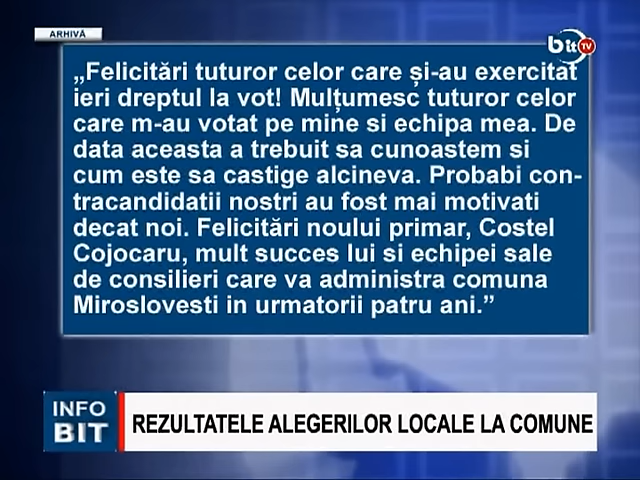 ARHIVĂ
bit TV
„Felicitări tuturor celor care și-au exercitat
ieri dreptul la vot! Mulțumesc tuturor celor
care m-au votat pe mine si echipa mea. De
data aceasta a trebuit sa cunoastem si
cum este sa castige alcineva. Probabi con-
tracandidatii nostri au fost mai motivati
decat noi. Felicitări noului primar, Costel
Cojocaru, mult succes lui si echipei sale
de consilieri care va administra comuna
Miroslovesti in urmatorii patru ani.”
INFO
BIT
REZULTATELE ALEGERILOR LOCALE LA COMUNE